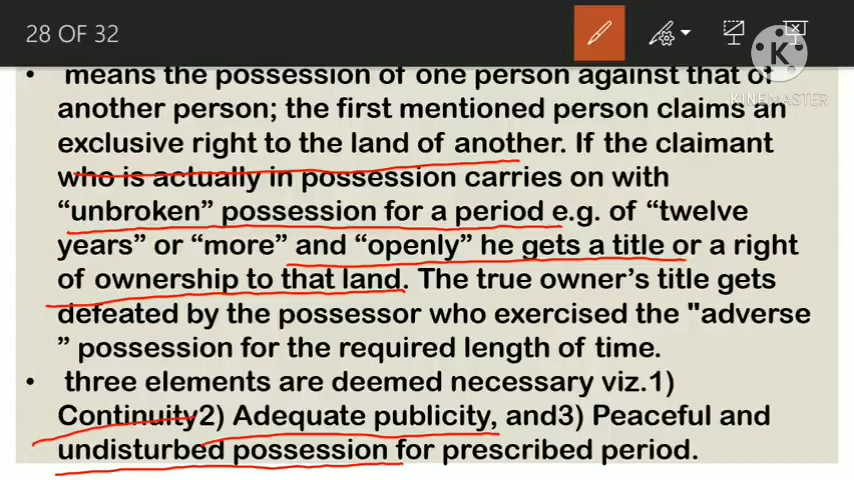 28 OF 32
K
KINEMASTER
• means the possession of one person against that of
another person; the first mentioned person claims an
exclusive right to the land of another. If the claimant
who is actually in possession carries on with
“unbroken” possession for a period e.g. of “twelve
years” or “more” and “openly” he gets a title or a right
of ownership to that land. The true owner’s title gets
defeated by the possessor who exercised the "adverse
” possession for the required length of time.
• three elements are deemed necessary viz.1)
Continuity2) Adequate publicity, and3) Peaceful and
undisturbed possession for prescribed period.